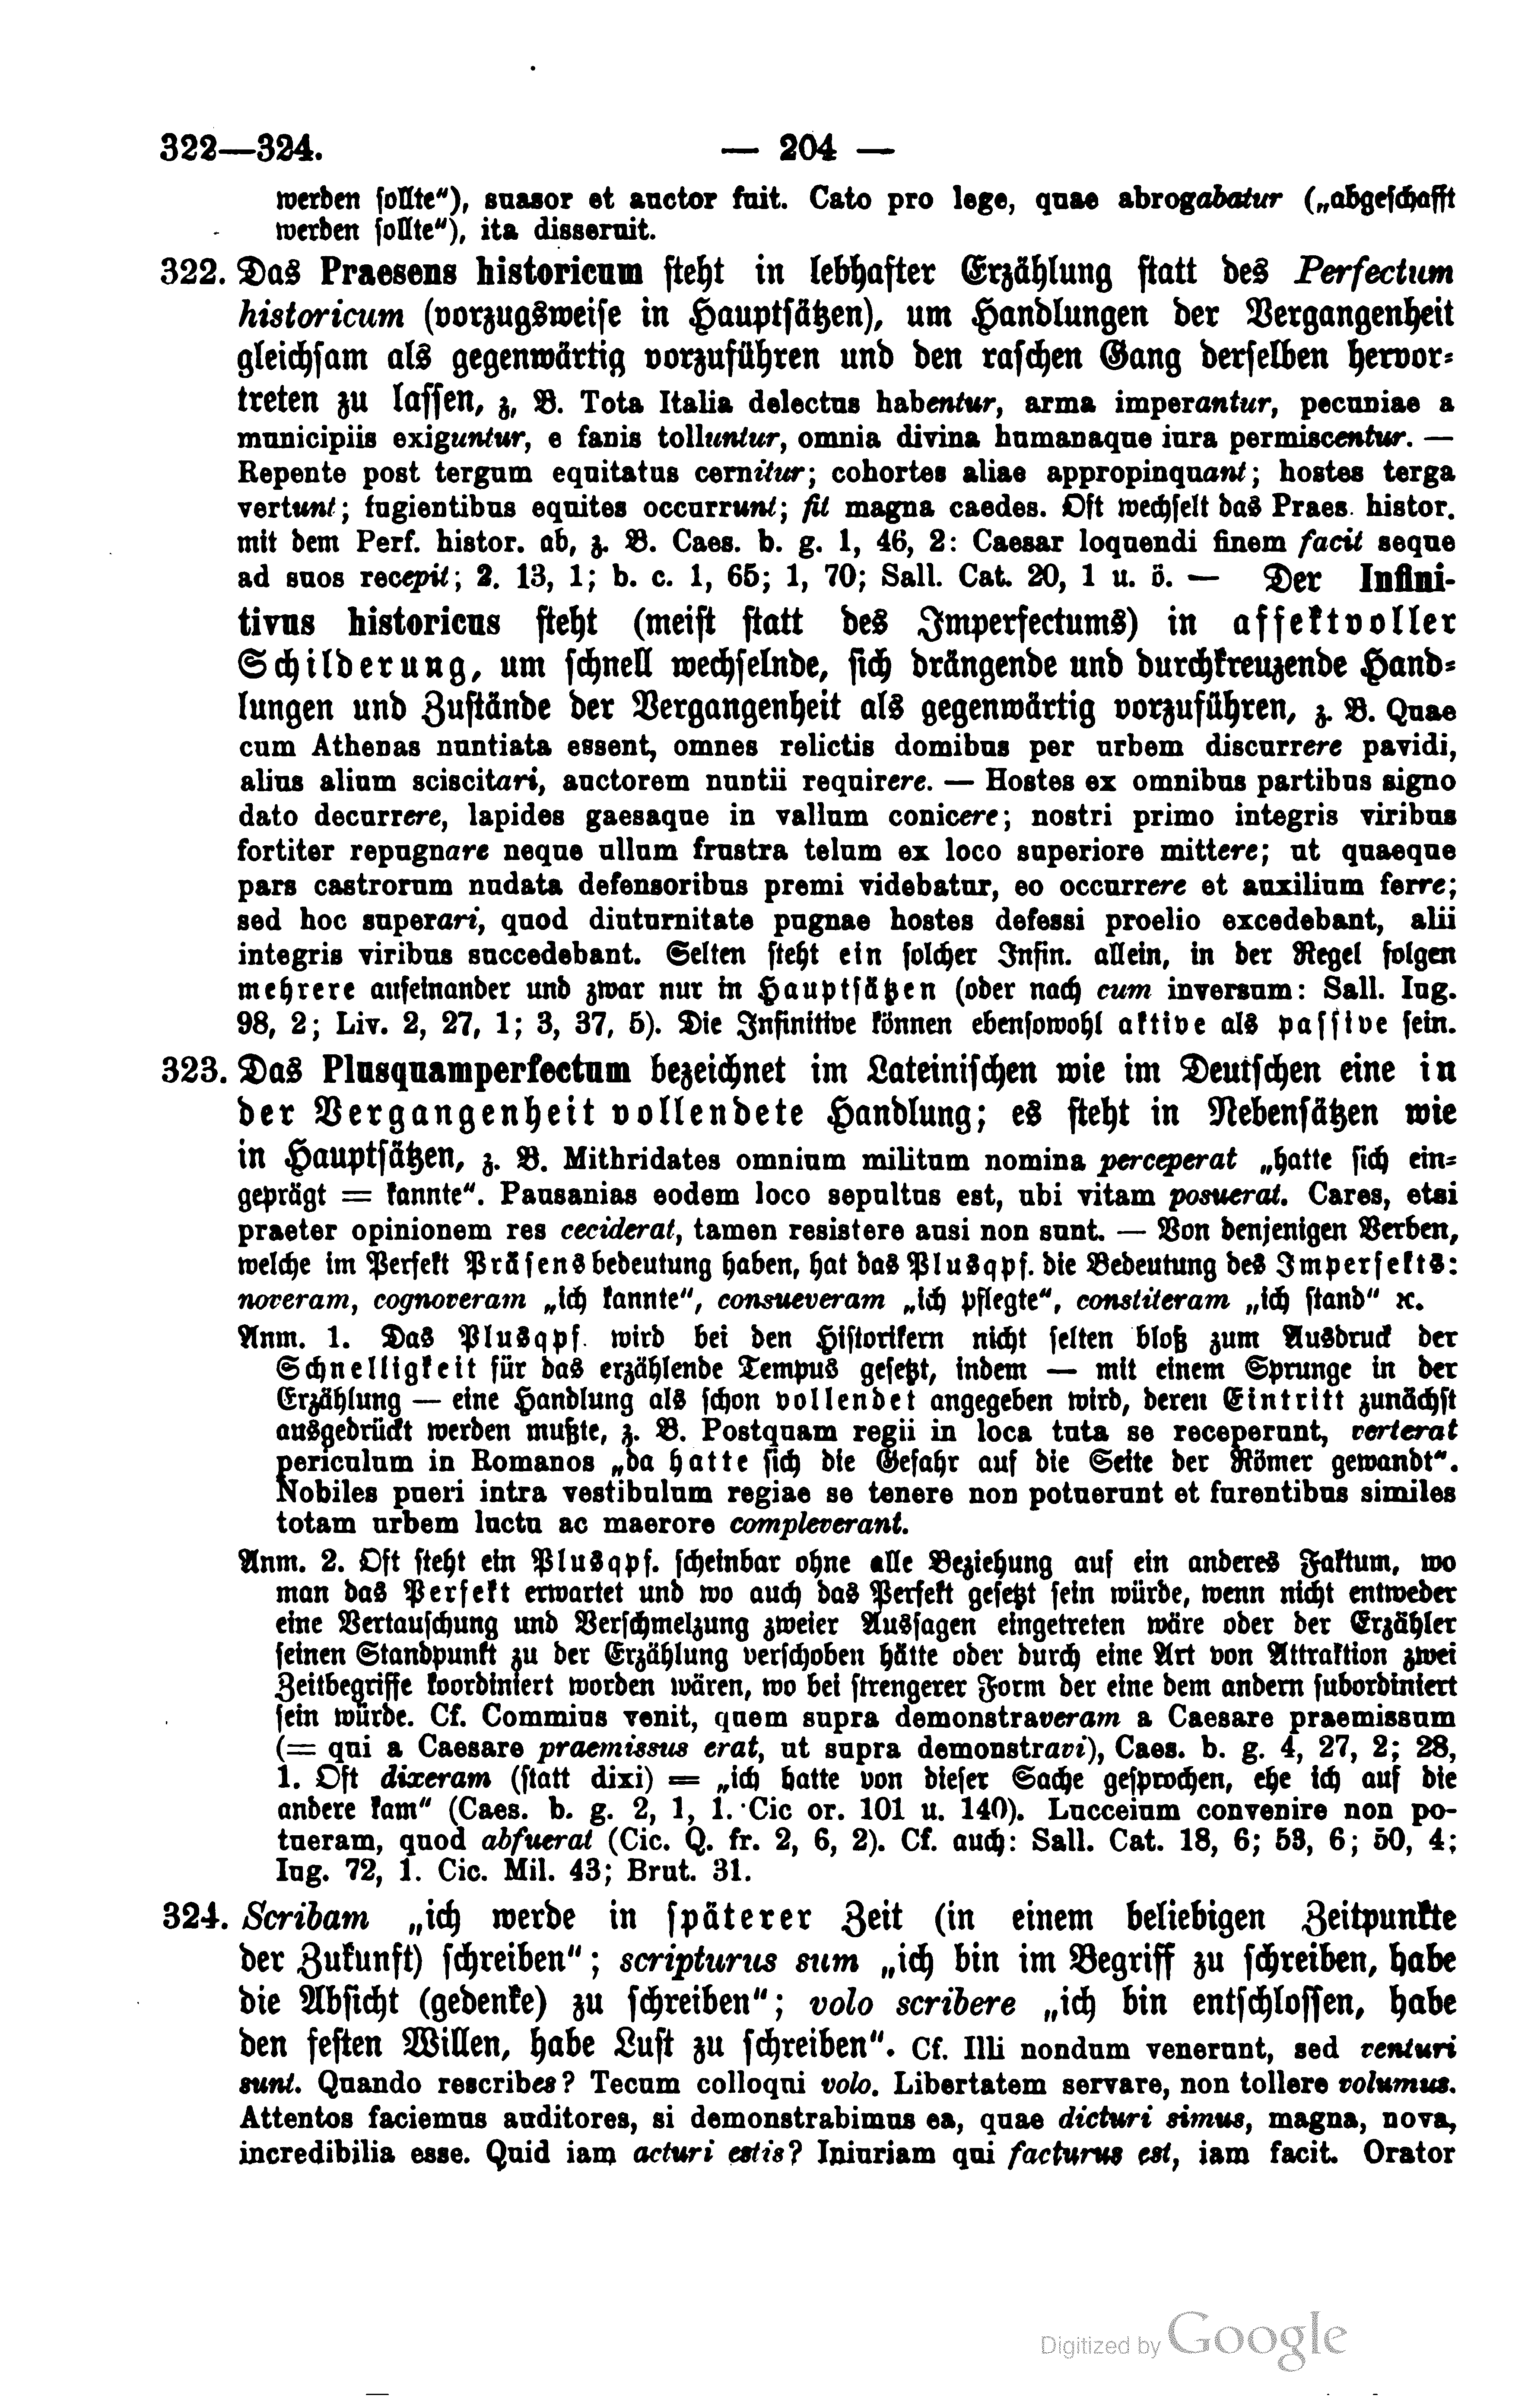 322—324. — 204 —
werden sollte“), suasor et auctor fuit. Cato pro lege, quae abrogabatur („abgeschafft
werden sollte“), ita disseruit.
322. Das Praesens historicum steht in lebhafter Erzählung statt des Perfectum
historicum (vorzugsweise in Hauptsätzen), um Handlungen der Vergangenheit
gleichsam als gegenwärtig vorzuführen und den raschen Gang derselben hervor-
treten zu lassen, z. B. Tota Italia delectus habentur, arma imperantur, pecuniae a
municipiis exiguntur, e fanis tolluntur, omnia divina humanaque iura permiscentur. —
Repente post tergum equitatus cernitur; cohortes aliae appropinquant; hostes terga
vertunt; fugientibus equites occurrunt; fit magna caedes. Oft wechselt das Praes. histor.
mit dem Perf. histor. ab, z. B. Caes. b. g. 1, 46, 2: Caesar loquendi finem facit seque
ad suos recepit; 2. 13, 1; b. c. 1, 65; 1, 70; Sall. Cat. 20, 1 u. ö. — Der Infini-
tivus historicus steht (meist statt des Imperfectums) in affektvoller
Schilderung, um schnell wechselnde, sich drängende und durchkreuzende Hand-
lungen und Zustände der Vergangenheit als gegenwärtig vorzuführen, z. B. Quae
cum Athenas nuntiata essent, omnes relictis domibus per urbem discurrere pavidi,
alius alium sciscitari, auctorem nuntii requirere. — Hostes ex omnibus partibus signo
dato decurrere, lapides gaesaque in vallum conicere; nostri primo integris viribus
fortiter repugnare neque ullum frustra telum ex loco superiore mittere; ut quaeque
pars castrorum nudata defensoribus premi videbatur, eo occurrere et auxilium ferre;
sed hoc superari, quod diuturnitate pugnae hostes defessi proelio excedebant, alii
integris viribus succedebant. Selten steht ein solcher Infin. allein, in der Regel folgen
mehrere aufeinander und zwar nur in Hauptsätzen (oder nach cum inversum: Sall. Iug.
98, 2; Liv. 2, 27, 1; 3, 37, 5). Die Infinitive können ebensowohl aktive als passive sein.
323. Das Plusquamperfectum bezeichnet im Lateinischen wie im Deutschen eine in
der Vergangenheit vollendete Handlung; es steht in Nebensätzen wie
in Hauptsätzen, z. B. Mithridates omnium militum nomina perceperat „hatte sich ein-
geprägt = kannte“. Pausanias eodem loco sepultus est, ubi vitam posuerat. Cares, etsi
praeter opinionem res ceciderat, tamen resistere ausi non sunt. — Von denjenigen Verben,
welche im Perfekt Präsensbedeutung haben, hat das Plusqpf. die Bedeutung des Imperfekts:
noveram, cognoveram „ich kannte“, consueveram „ich pflegte“, constiteram „ich stand“ ꝛc.
Anm. 1. Das Plusqpf. wird bei den Historikern nicht selten bloß zum Ausdruck der
Schnelligkeit für das erzählende Tempus gesetzt, indem — mit einem Sprunge in der
Erzählung — eine Handlung als schon vollendet angegeben wird, deren Eintritt zunächst
ausgedrückt werden mußte, z. B. Postquam regii in loca tuta se receperunt, verterat
periculum in Romanos „da hatte sich die Gefahr auf die Seite der Römer gewandt“.
Nobiles pueri intra vestibulum regiae se tenere non potuerunt et furentibus similes
totam urbem luctu ac maerore compleverant.
Anm. 2. Oft steht ein Plusqpf. scheinbar ohne alle Beziehung auf ein anderes Faktum, wo
man das Perfekt erwartet und wo auch das Perfekt gesetzt sein würde, wenn nicht entweder
eine Vertauschung und Verschmelzung zweier Aussagen eingetreten wäre oder der Erzähler
seinen Standpunkt zu der Erzählung verschoben hätte oder durch eine Art von Attraktion zwei
Zeitbegriffe koordiniert worden wären, wo bei strengerer Form der eine dem andern subordiniert
sein würde. Cf. Commius venit, quem supra demonstraveram a Caesare praemissum
(= qui a Caesare praemissus erat, ut supra demonstravi), Caes. b. g. 4, 27, 2; 28,
1. Oft dixeram (statt dixi) = „ich hatte von dieser Sache gesprochen, ehe ich auf die
andere kam“ (Caes. b. g. 2, 1, 1. Cic or. 101 u. 140). Lucceium convenire non po-
tueram, quod abfuerat (Cic. Q. fr. 2, 6, 2). Cf. auch: Sall. Cat. 18, 6; 53, 6; 50, 4;
Iug. 72, 1. Cic. Mil. 43; Brut. 31.
324. Scribam „ich werde in späterer Zeit (in einem beliebigen Zeitpunkte
der Zukunft) schreiben“; scripturus sum „ich bin im Begriff zu schreiben, habe
die Absicht (gedenke) zu schreiben“; volo scribere „ich bin entschlossen, habe
den festen Willen, habe Lust zu schreiben“. Cf. Illi nondum venerunt, sed venturi
sunt. Quando rescribes? Tecum colloqui volo. Libertatem servare, non tollere volumus.
Attentos faciemus auditores, si demonstrabimus ea, quae dicturi simus, magna, nova,
incredibilia esse. Quid iam acturi estis? Iniuriam qui facturus est, iam facit. Orator
Digitized by Google